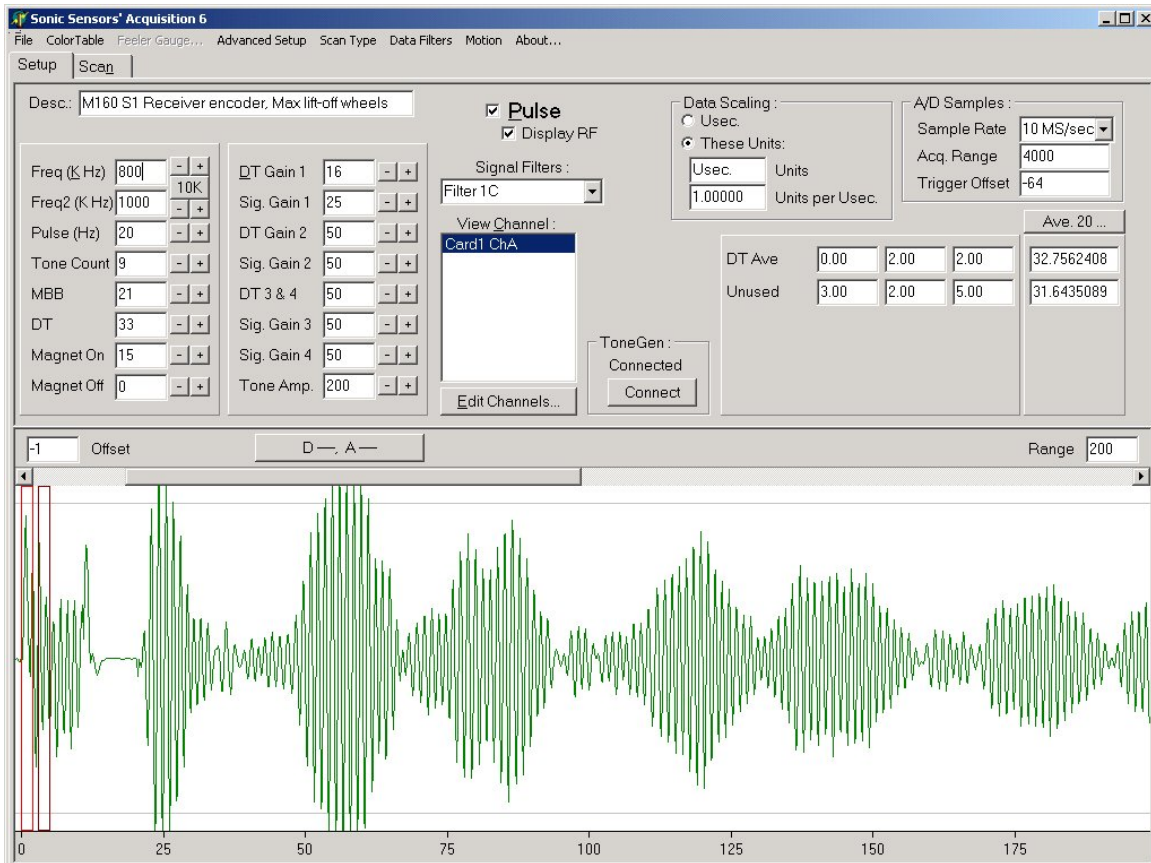 Sonic Sensors' Acquisition 6
File ColorTable Feeler Gauge... Advanced Setup Scan Type Data Filters Motion About...
Setup Scan
Desc.: M160 S1 Receiver encoder, Max lift-off wheels
Freq (K Hz) 800 - +
10K
Freq2 (K Hz) 1000 - +
Pulse (Hz) 20 - +
Tone Count 9 - +
MBB 21 - +
DT 33 - +
Magnet On 15 - +
Magnet Off 0 - +
DT Gain 1 16 - +
Sig. Gain 1 25 - +
DT Gain 2 50 - +
Sig. Gain 2 50 - +
DT 3 & 4 50 - +
Sig. Gain 3 50 - +
Sig. Gain 4 50 - +
Tone Amp. 200 - +
Pulse
Display RF
Signal Filters :
Filter 1C
View Channel :
Card1 ChA
Edit Channels...
ToneGen :
Connected
Connect
Data Scaling :
Usec.
These Units:
Usec. Units
1.00000 Units per Usec.
A/D Samples :
Sample Rate 10 MS/sec
Acq. Range 4000
Trigger Offset -64
Ave. 20 ...
DT Ave 0.00 2.00 2.00 32.7562408
Unused 3.00 2.00 5.00 31.6435089
-1 Offset D —, A — Range 200
0 25 50 75 100 125 150 175